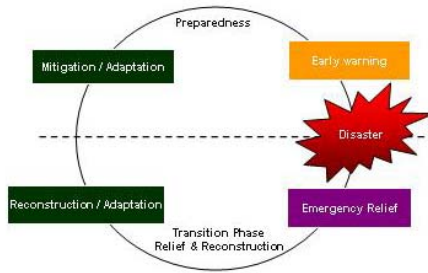 Preparedness
Mitigation / Adaptation
Early warning
Disaster
Reconstruction / Adaptation
Emergency Relief
Transition Phase
Relief & Reconstruction